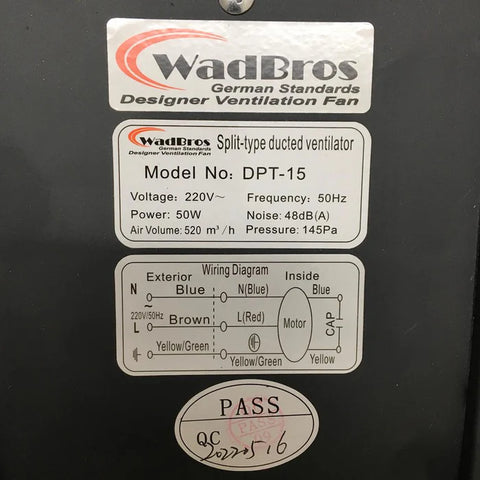 WadBros
German Standards
Designer Ventilation Fan
WadBros
German Standards
Designer Ventilation Fan
Split-type ducted ventilator
Model No: DPT-15
Voltage: 220V~ Frequency: 50Hz
Power: 50W Noise: 48dB(A)
Air Volume: 520 m³/h Pressure: 145Pa
Wiring Diagram
Exterior Inside
N Blue N(Blue) Blue
~
220V/50Hz
L Brown L(Red) Motor CAP
Yellow/Green Yellow/Green Yellow
PASS
PASS
QC
2022.5.16